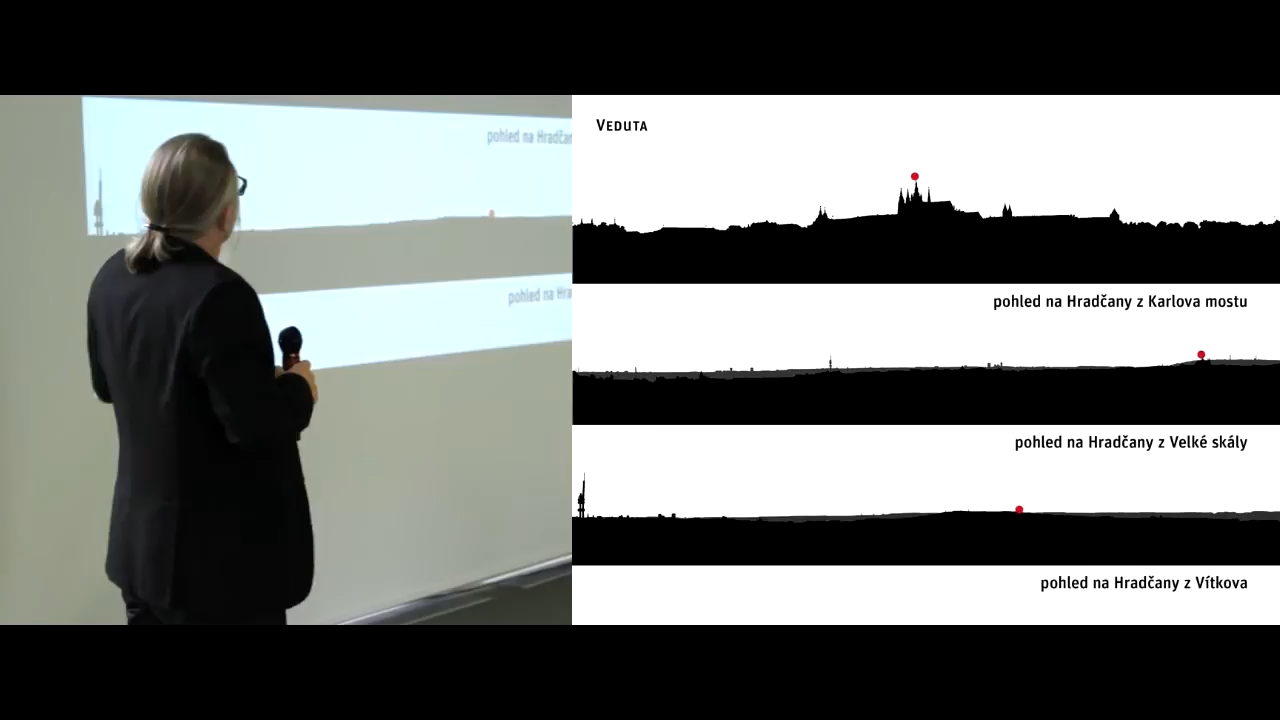 pohled na Hradčan
pohled na Hra
VEDUTA
pohled na Hradčany z Karlova mostu
pohled na Hradčany z Velké skály
pohled na Hradčany z Vítkova